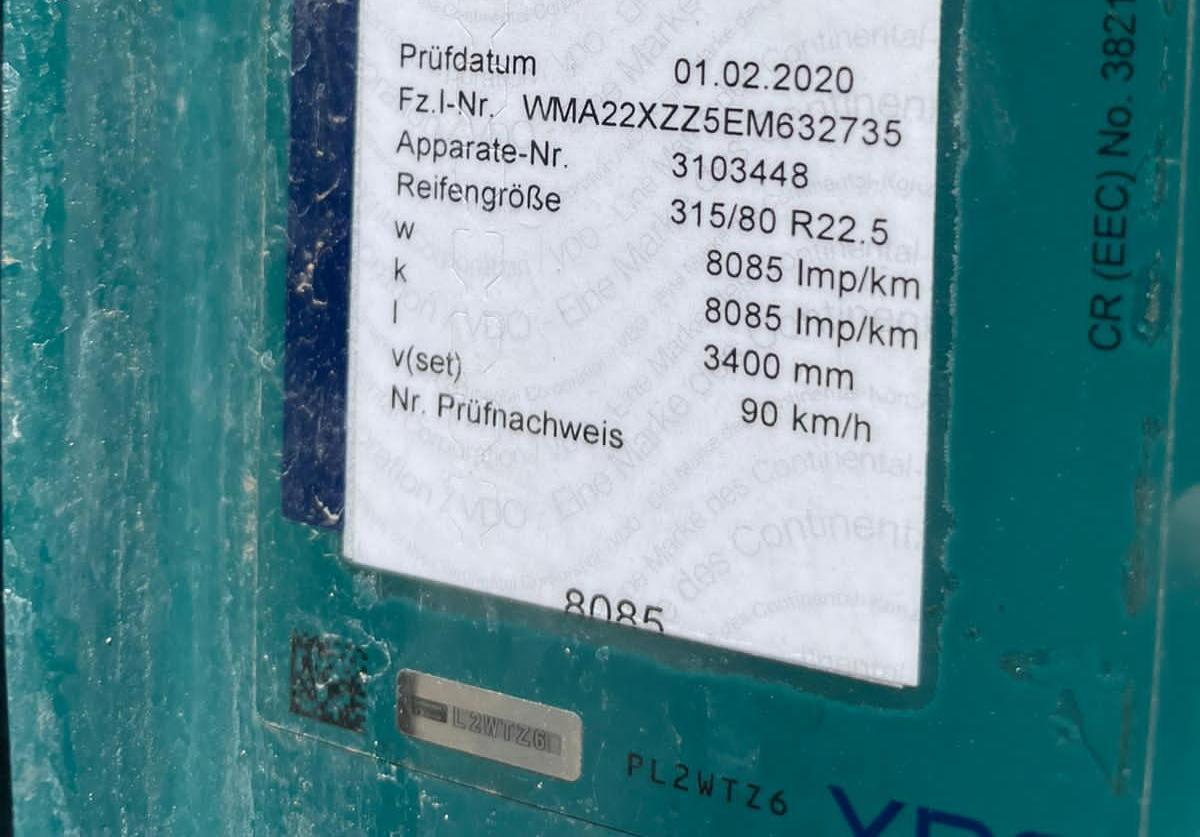 Prüfdatum 01.02.2020
Fz.I-Nr. WMA22XZZ5EM632735
Apparate-Nr. 3103448
Reifengröße 315/80 R22.5
w 8085 Imp/km
k 8085 Imp/km
l 3400 mm
v(set) 90 km/h
Nr. Prüfnachweis
8085
L2WTZ6
PL2WTZ6
CR (EEC) No. 3821